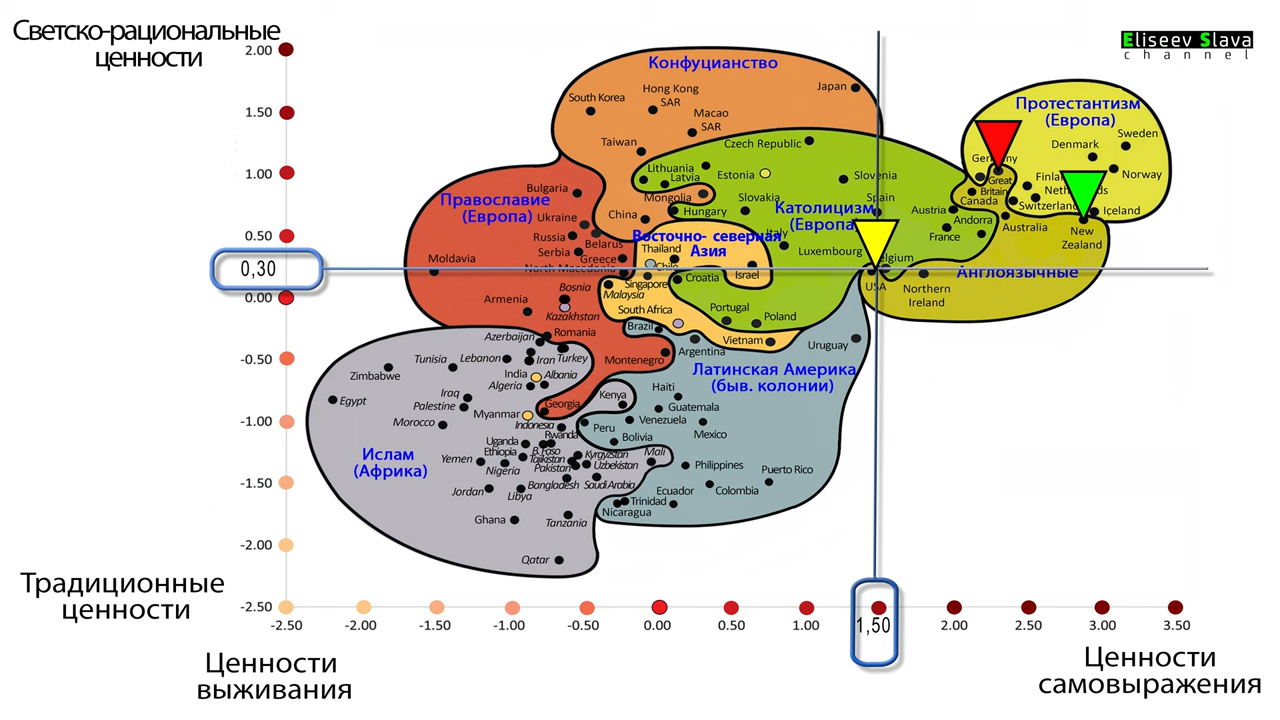 Светско-рациональные
ценности
Eliseev Slava
channel
2.00
1.50
1.00
0.50
0,30
0.00
-0.50
-1.00
-1.50
-2.00
-2.50
Конфуцианство
Japan
Hong Kong
SAR
South Korea
Macao
SAR
Taiwan
Протестантизм
(Европа)
Sweden
Denmark
Norway
Great
Britain
Canada
Switzerland
Iceland
Australia
New
Zealand
Czech Republic
Lithuania
Latvia
Estonia
Slovenia
Mongolia
Slovakia
Spain
Hungary
China
Католицизм
(Европа)
Austria
Andorra
France
Luxembourg
Православие
(Европа)
Bulgaria
Ukraine
Russia
Belarus
Serbia
Greece
Moldavia
North Macedonia
Восточно- северная
Азия
Thailand
Israel
Croatia
Singapore
Malaysia
Англоязычные
USA
Northern
Ireland
Bosnia
Armenia
Kazakhstan
South Africa
Portugal
Poland
Brazil
Vietnam
Argentina
Uruguay
Azerbaijan
Romania
Montenegro
Tunisia
Lebanon
Iran
Turkey
Zimbabwe
India
Albania
Algeria
Латинская Америка
(быв. колонии)
Egypt
Iraq
Palestine
Morocco
Myanmar
Georgia
Kenya
Haiti
Guatemala
Venezuela
Mexico
Indonesia
Peru
Bolivia
Rwanda
Uganda
Ethiopia
B. Faso
Tajikistan
Kyrgyzstan
Mali
Ислам
(Африка)
Yemen
Nigeria
Pakistan
Uzbekistan
Philippines
Puerto Rico
Jordan
Libya
Bangladesh
Saudi Arabia
Ecuador
Colombia
Trinidad
Nicaragua
Ghana
Tanzania
Qatar
Традиционные
ценности
-2.50
-2.00
-1.50
-1.00
-0.50
0.00
0.50
1.00
1,50
2.00
2.50
3.00
3.50
Ценности
выживания
Ценности
самовыражения